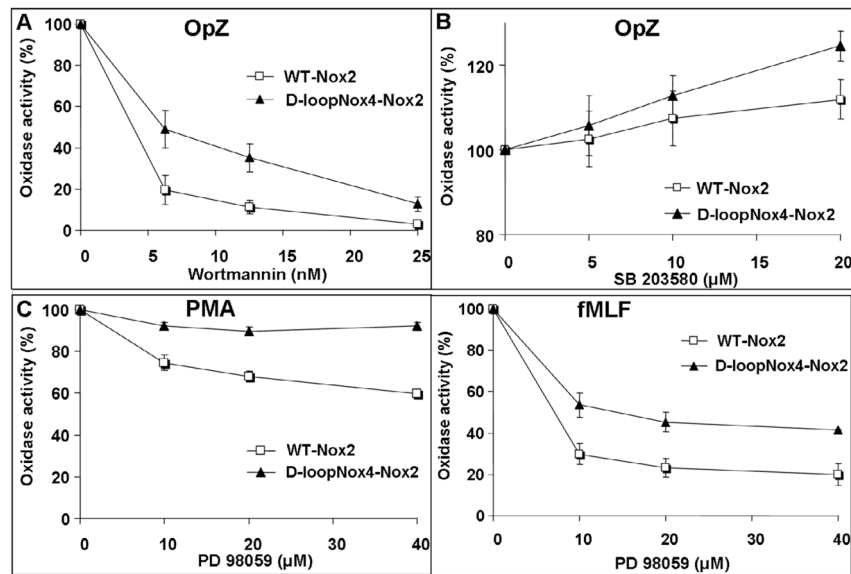 A
OpZ
Oxidase activity (%)
100
80
60
40
20
0
WT-Nox2
D-loopNox4-Nox2
0 5 10 15 20 25
Wortmannin (nM)
B
OpZ
Oxidase activity (%)
120
100
80
WT-Nox2
D-loopNox4-Nox2
0 5 10 15 20
SB 203580 (µM)
C
PMA
Oxidase activity (%)
100
80
60
40
20
0
WT-Nox2
D-loopNox4-Nox2
0 10 20 30 40
PD 98059 (µM)
fMLF
Oxidase activity (%)
100
80
60
40
20
0
WT-Nox2
D-loopNox4-Nox2
0 10 20 30 40
PD 98059 (µM)